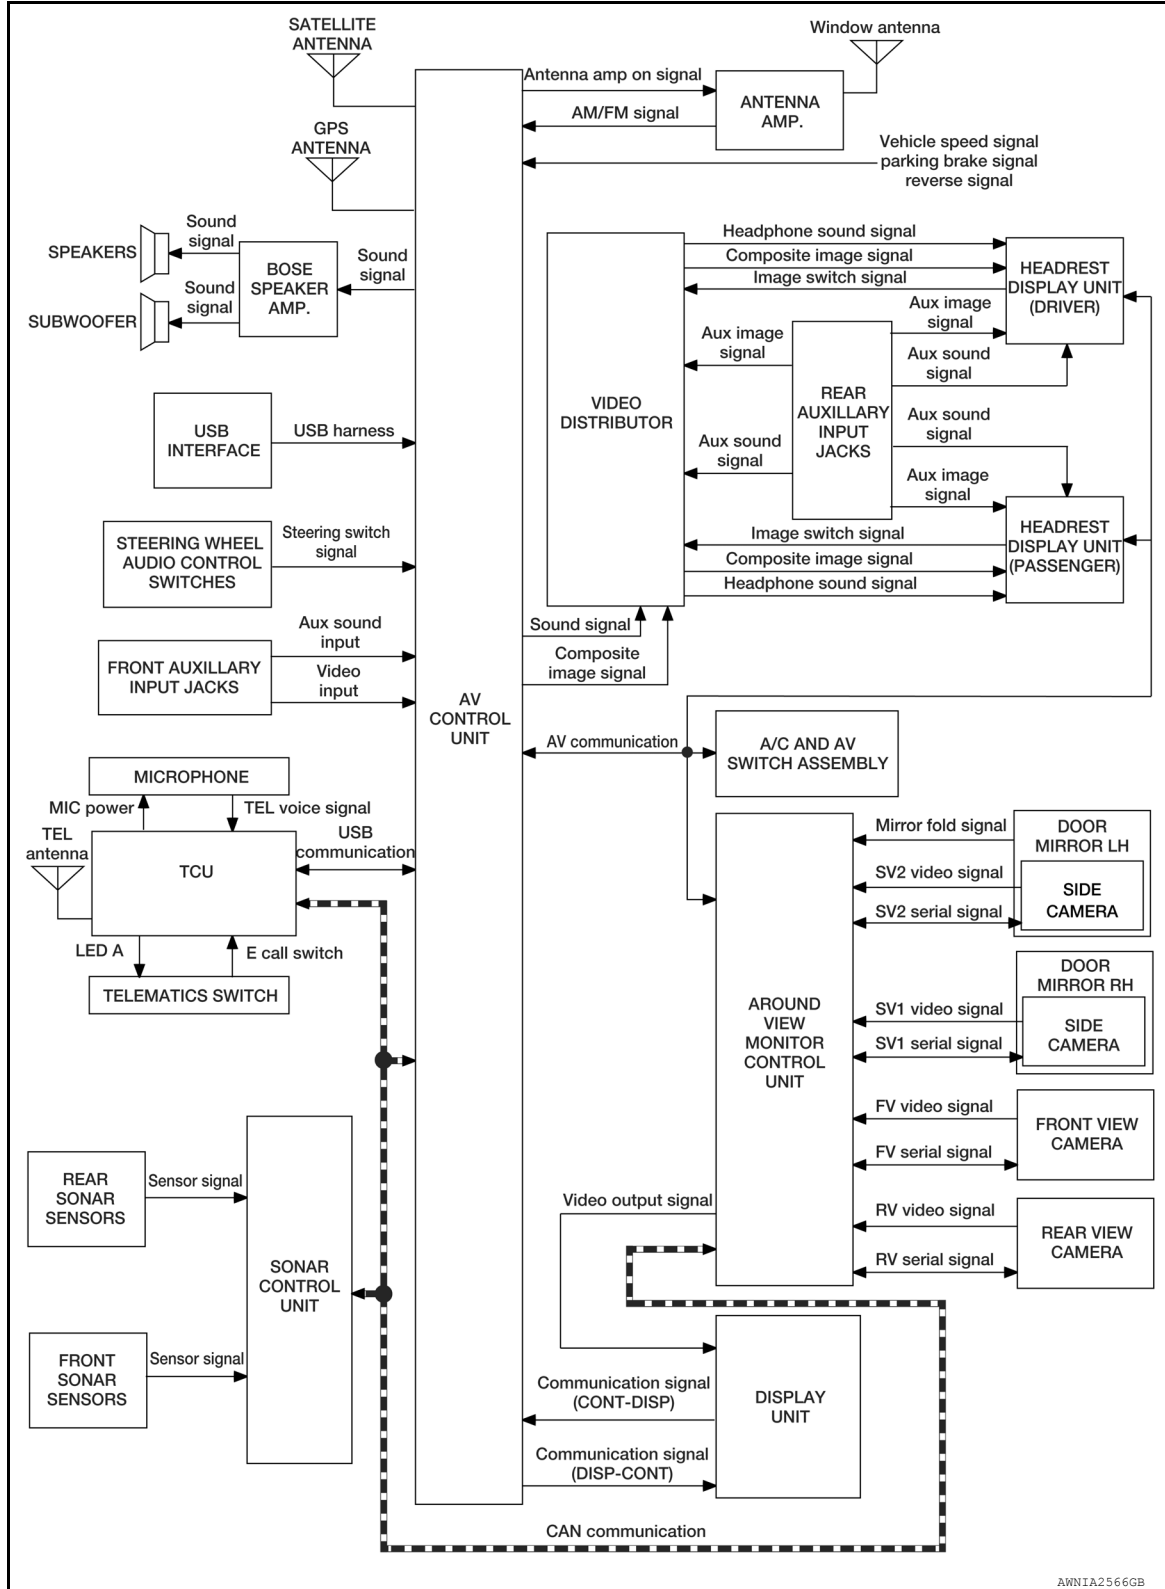 SATELLITE
ANTENNA
Window antenna
Antenna amp on signal
ANTENNA
AMP.
AM/FM signal
GPS
ANTENNA
Vehicle speed signal
parking brake signal
reverse signal
SPEAKERS
Sound
signal
BOSE
SPEAKER
AMP.
Sound
signal
SUBWOOFER
Sound
signal
Headphone sound signal
Composite image signal
Image switch signal
HEADREST
DISPLAY UNIT
(DRIVER)
Aux image
signal
Aux image
signal
Aux sound
signal
VIDEO
DISTRIBUTOR
REAR
AUXILLARY
INPUT
JACKS
Aux sound
signal
Aux sound
signal
Aux image
signal
USB
INTERFACE
USB harness
Image switch signal
Composite image signal
Headphone sound signal
HEADREST
DISPLAY UNIT
(PASSENGER)
STEERING WHEEL
AUDIO CONTROL
SWITCHES
Steering switch
signal
Sound signal
Composite
image signal
FRONT AUXILLARY
INPUT JACKS
Aux sound
input
Video
input
AV
CONTROL
UNIT
AV communication
A/C AND AV
SWITCH ASSEMBLY
MICROPHONE
MIC power
TEL voice signal
TEL
antenna
TCU
USB
communication
LED A
E call switch
TELEMATICS SWITCH
Mirror fold signal
DOOR
MIRROR LH
SV2 video signal
SIDE
CAMERA
SV2 serial signal
AROUND
VIEW
MONITOR
CONTROL
UNIT
DOOR
MIRROR RH
SV1 video signal
SIDE
CAMERA
SV1 serial signal
FV video signal
FRONT VIEW
CAMERA
FV serial signal
RV video signal
REAR VIEW
CAMERA
RV serial signal
REAR
SONAR
SENSORS
Sensor signal
SONAR
CONTROL
UNIT
FRONT
SONAR
SENSORS
Sensor signal
Video output signal
DISPLAY
UNIT
Communication signal
(CONT-DISP)
Communication signal
(DISP-CONT)
CAN communication
AWNIA2566GB